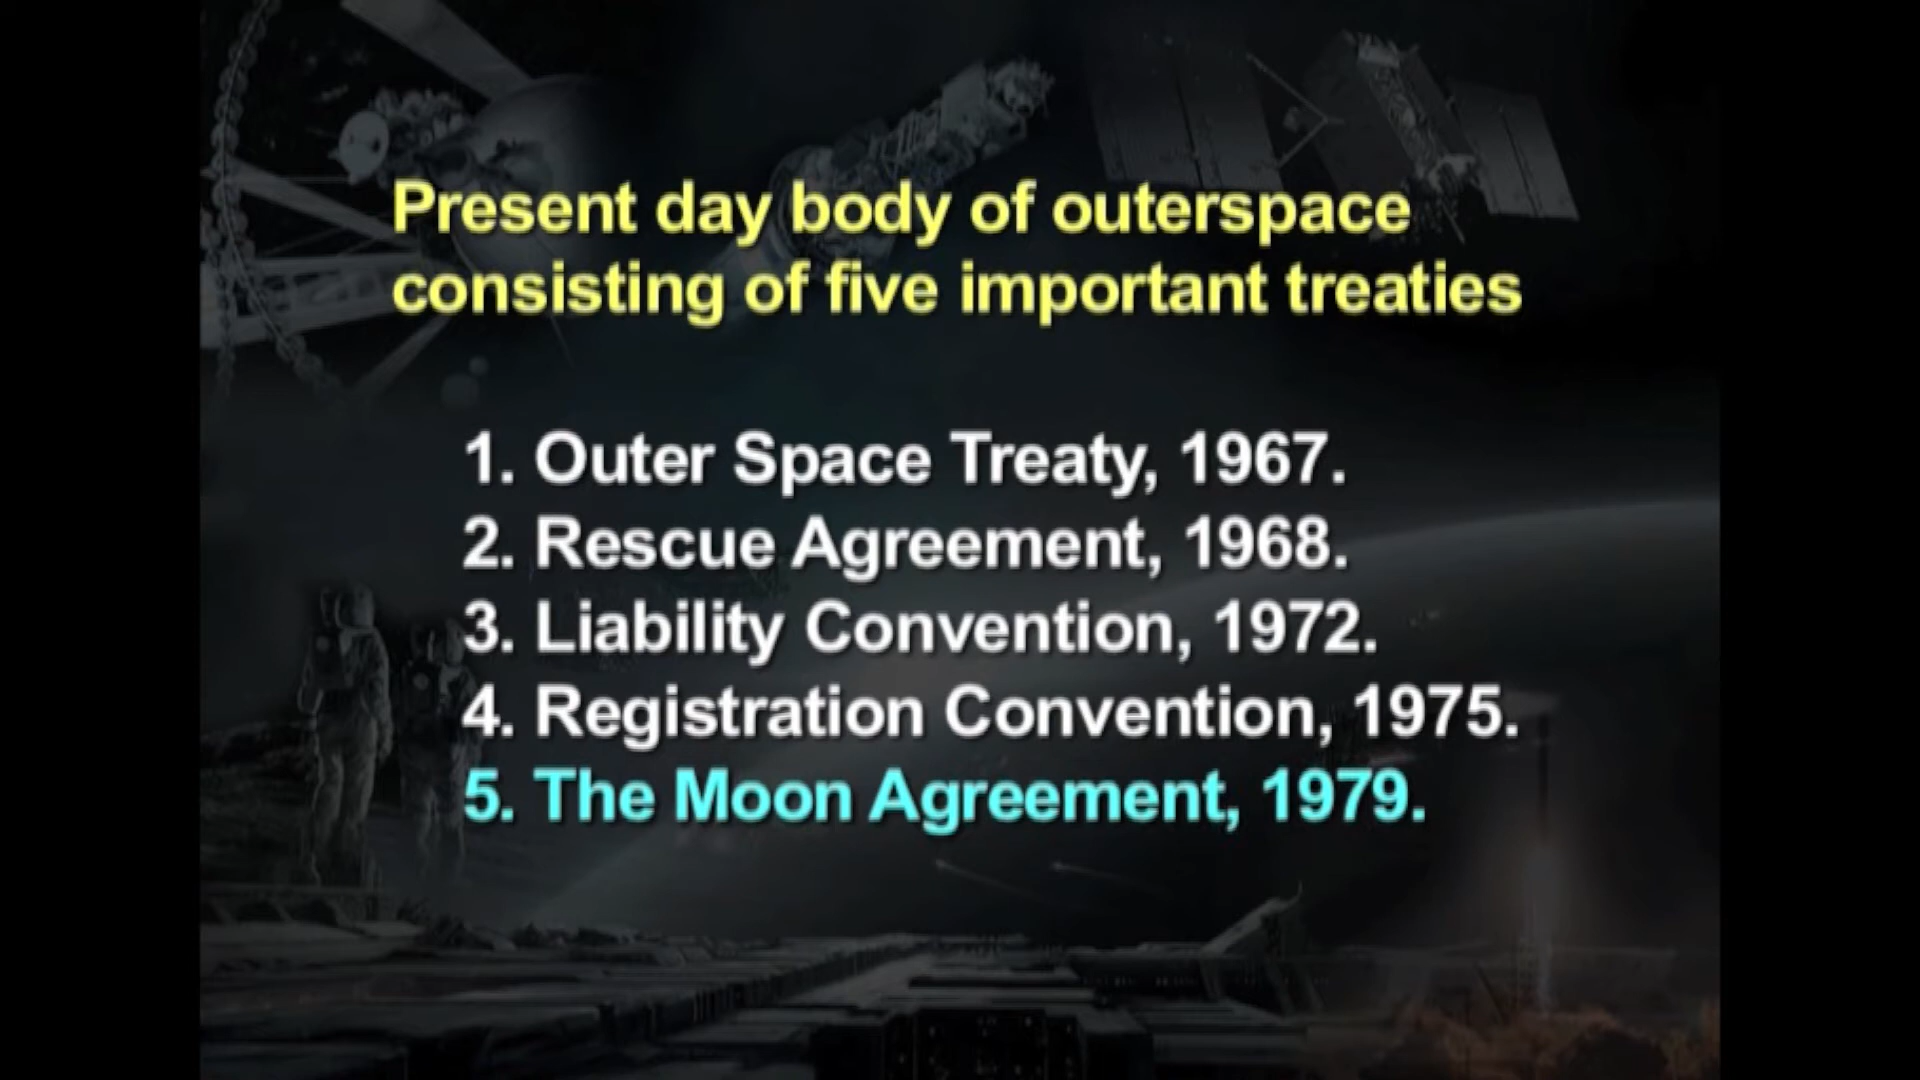 Present day body of outerspace
consisting of five important treaties
1. Outer Space Treaty, 1967.
2. Rescue Agreement, 1968.
3. Liability Convention, 1972.
4. Registration Convention, 1975.
5. The Moon Agreement, 1979.